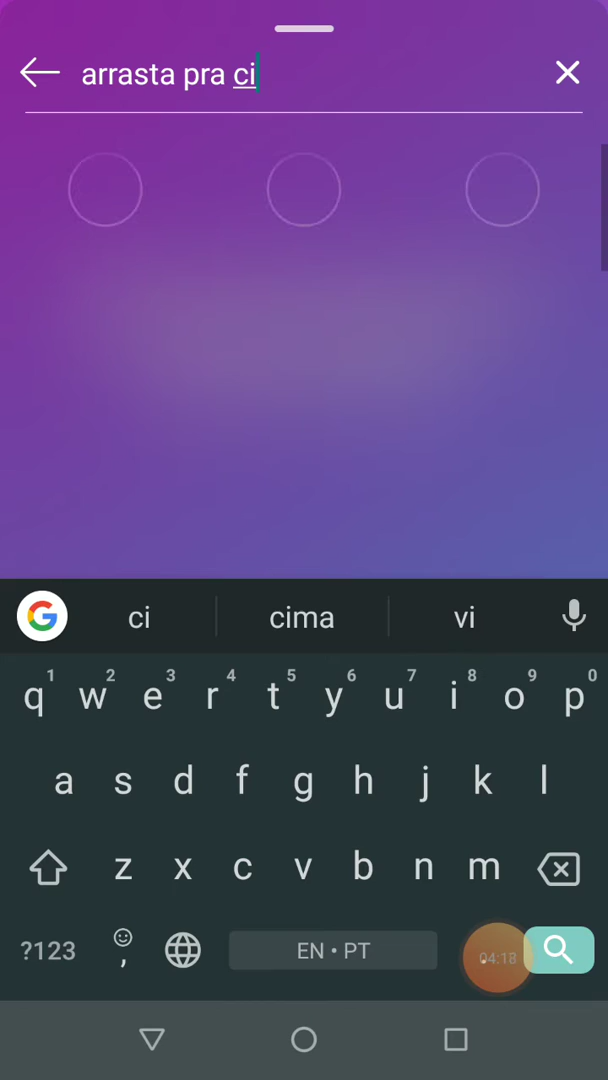 arrasta pra ci
ci cima vi
1 2 3 4 5 6 7 8 9 0
q w e r t y u i o p
a s d f g h j k l
z x c v b n m
?123 , EN • PT 04:18